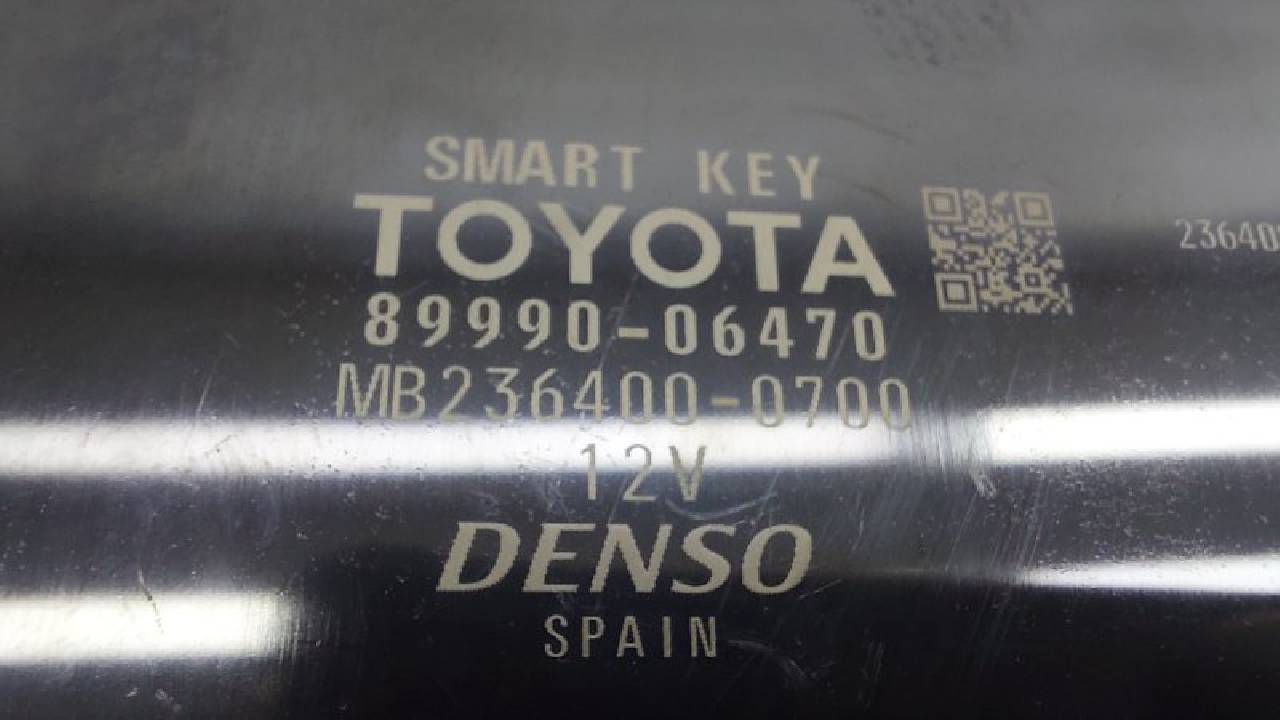 SMART KEY
TOYOTA
89990-06470
MB236400-0700
12V
DENSO
SPAIN